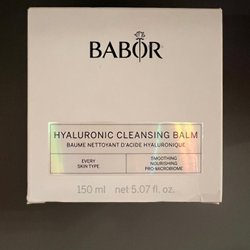 BABOR
HYALURONIC CLEANSING BALM
BAUME NETTOYANT D'ACIDE HYALURONIQUE
EVERY
SKIN TYPE
SMOOTHING
NOURISHING
PRO-MICROBIOME
150 ml net 5.07 fl. oz.